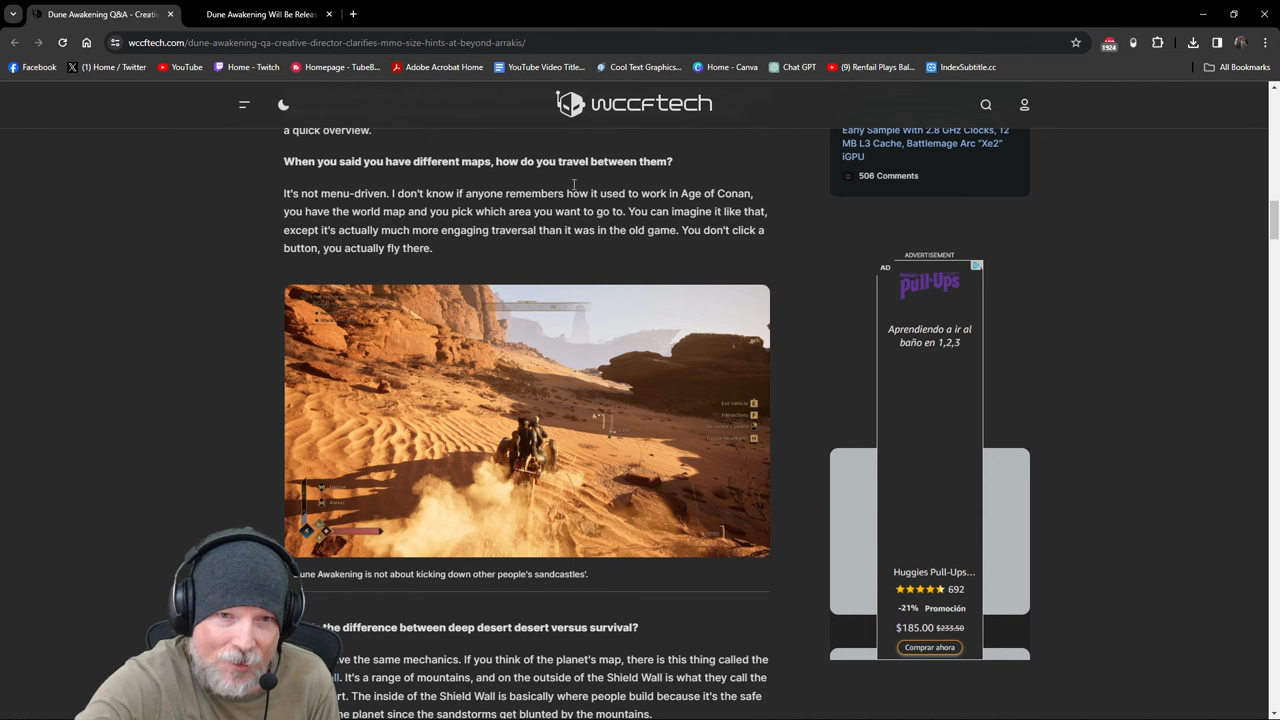 Dune Awakening Q&A - Creati
Dune Awakening Will Be Relea
wccftech.com/dune-awakening-qa-creative-director-clarifies-mmo-size-hints-at-beyond-arrakis/
1924
Facebook
(1) Home / Twitter
YouTube
Home - Twitch
Homepage - TubeB...
Adobe Acrobat Home
YouTube Video Title...
Cool Text Graphics...
Home - Canva
Chat GPT
(9) Renfail Plays Bal...
IndexSubtitle.cc
All Bookmarks
wccftech
a quick overview.
When you said you have different maps, how do you travel between them?
It's not menu-driven. I don't know if anyone remembers how it used to work in Age of Conan,
you have the world map and you pick which area you want to go to. You can imagine it like that,
except it's actually much more engaging traversal than it was in the old game. You don't click a
button, you actually fly there.
Exit Vehicle E
Interactions F
Re-center Camera
Toggle Headlights H
Dune Awakening is not about kicking down other people's sandcastles'.
the difference between deep desert desert versus survival?
ve the same mechanics. If you think of the planet's map, there is this thing called the
ll. It's a range of mountains, and on the outside of the Shield Wall is what they call the
rt. The inside of the Shield Wall is basically where people build because it's the safe
he planet since the sandstorms get blunted by the mountains.
Early Sample With 2.8 GHz Clocks, 12
MB L3 Cache, Battlemage Arc "Xe2"
iGPU
506 Comments
ADVERTISEMENT
AD
Pull-Ups
Aprendiendo a ir al
baño en 1,2,3
Huggies Pull-Ups...
692
-21% Promoción
$185.00 $233.50
Comprar ahora